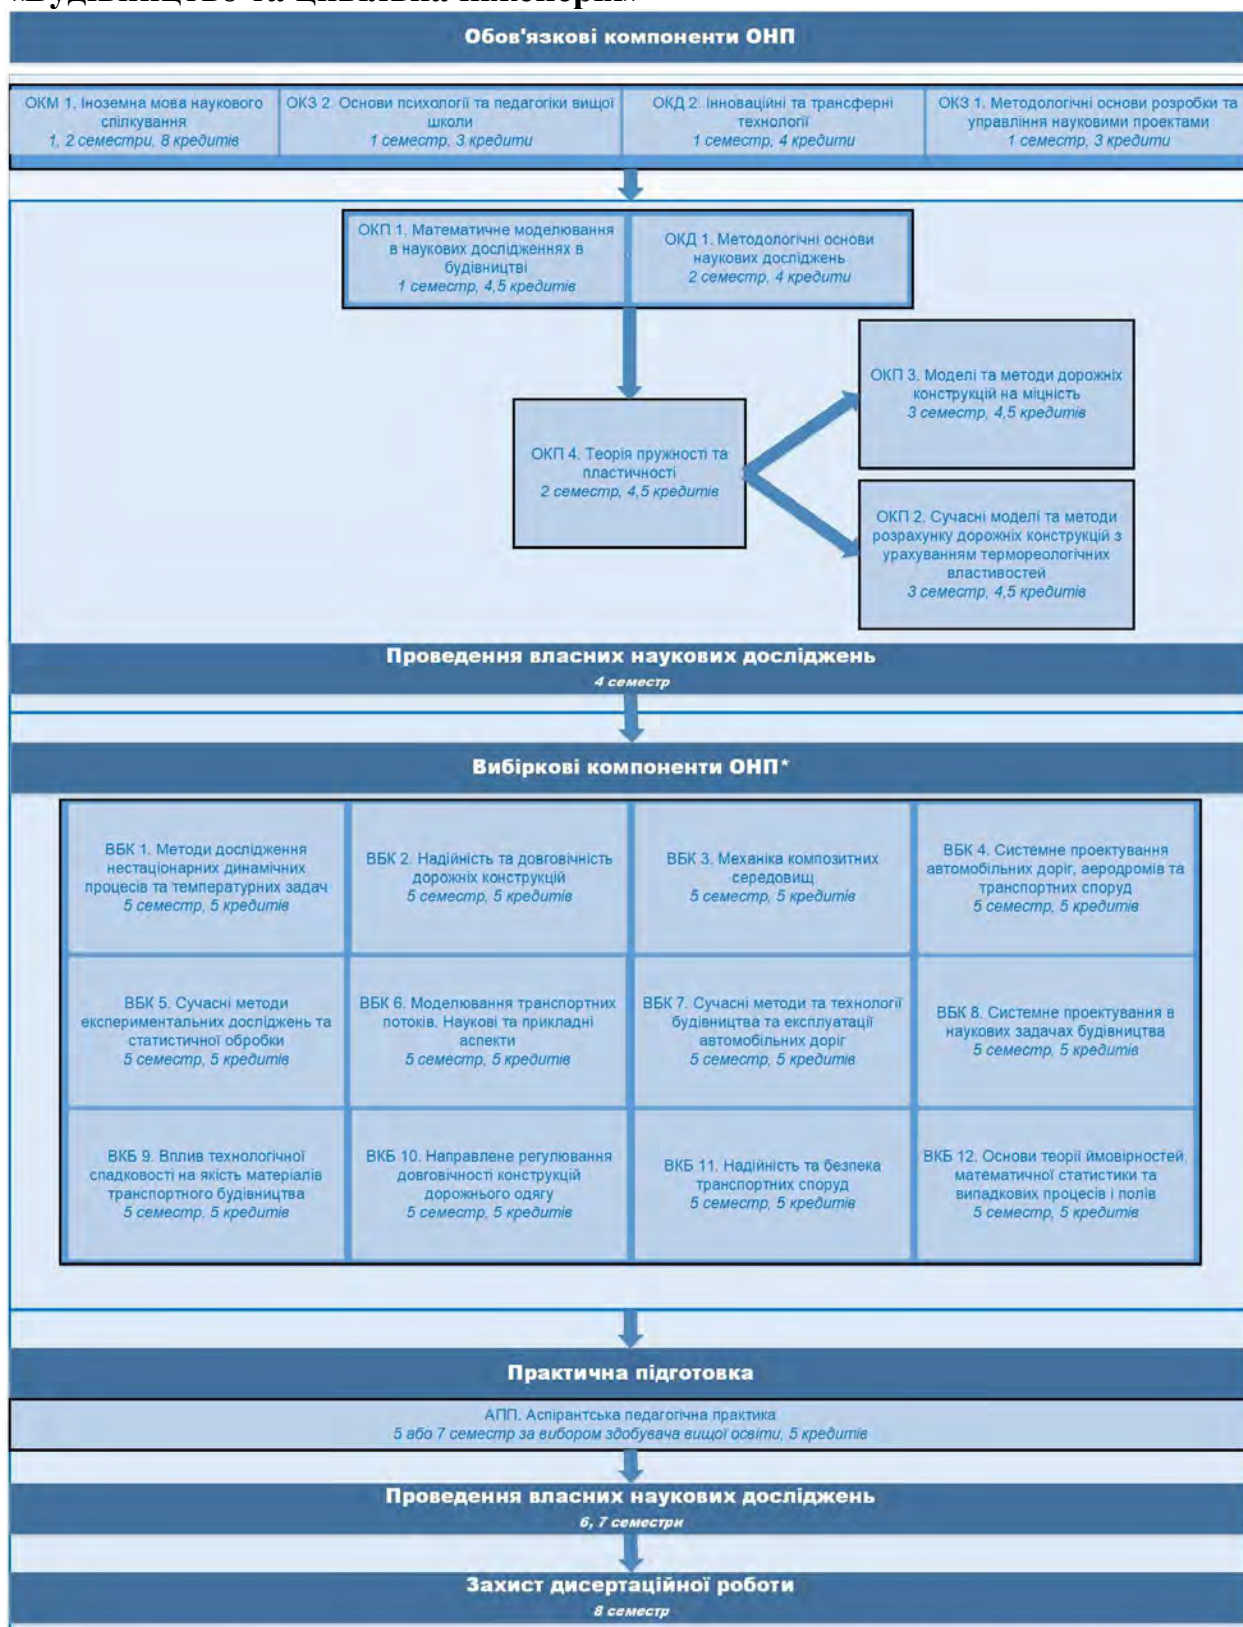 «Будівництво та цивільна інженерія»
Обов'язкові компоненти ОНП
ОКМ 1. Іноземна мова наукового
спілкування
1, 2 семестри, 8 кредитів
ОКЗ 2. Основи психології та педагогіки вищої
школи
1 семестр, 3 кредити
ОКД 2. Інноваційні та трансферні
технології
1 семестр, 4 кредити
ОКЗ 1. Методологічні основи розробки та
управління науковими проектами
1 семестр, 3 кредити
ОКП 1. Математичне моделювання
в наукових дослідженнях в
будівництві
1 семестр, 4,5 кредитів
ОКД 1. Методологічні основи
наукових досліджень
2 семестр, 4 кредити
ОКП 3. Моделі та методи дорожніх
конструкцій на міцність
3 семестр, 4,5 кредитів
ОКП 4. Теорія пружності та
пластичності
2 семестр, 4,5 кредитів
ОКП 2. Сучасні моделі та методи
розрахунку дорожніх конструкцій з
урахуванням термореологічних
властивостей
3 семестр, 4,5 кредитів
Проведення власних наукових досліджень
4 семестр
Вибіркові компоненти ОНП*
ВБК 1. Методи дослідження
нестаціонарних динамічних
процесів та температурних задач
5 семестр, 5 кредитів
ВБК 2. Надійність та довговічність
дорожніх конструкцій
5 семестр, 5 кредитів
ВБК 3. Механіка композитних
середовищ
5 семестр, 5 кредитів
ВБК 4. Системне проектування
автомобільних доріг, аеродромів та
транспортних споруд
5 семестр, 5 кредитів
ВБК 5. Сучасні методи
експериментальних досліджень та
статистичної обробки
5 семестр, 5 кредитів
ВБК 6. Моделювання транспортних
потоків. Наукові та прикладні
аспекти
5 семестр, 5 кредитів
ВБК 7. Сучасні методи та технології
будівництва та експлуатації
автомобільних доріг
5 семестр, 5 кредитів
ВБК 8. Системне проектування в
наукових задачах будівництва
5 семестр, 5 кредитів
ВКБ 9. Вплив технологічної
спадковості на якість матеріалів
транспортного будівництва
5 семестр, 5 кредитів
ВКБ 10. Направлене регулювання
довговічності конструкцій
дорожнього одягу
5 семестр, 5 кредитів
ВКБ 11. Надійність та безпека
транспортних споруд
5 семестр, 5 кредитів
ВКБ 12. Основи теорії ймовірностей,
математичної статистики та
випадкових процесів і полів
5 семестр, 5 кредитів
Практична підготовка
АПП. Аспірантська педагогічна практика
5 або 7 семестр за вибором здобувача вищої освіти, 5 кредитів
Проведення власних наукових досліджень
6, 7 семестри
Захист дисертаційної роботи
8 семестр